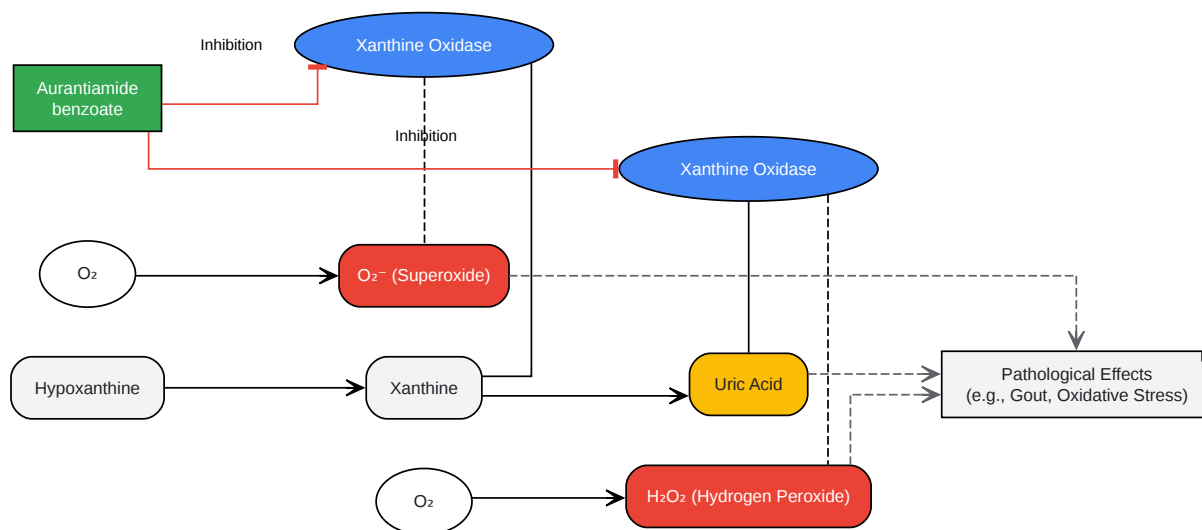 Inhibition
Xanthine Oxidase
Aurantiamide
benzoate
Inhibition
Xanthine Oxidase
O₂
O₂⁻ (Superoxide)
Hypoxanthine
Xanthine
Uric Acid
Pathological Effects
(e.g., Gout, Oxidative Stress)
O₂
H₂O₂ (Hydrogen Peroxide)